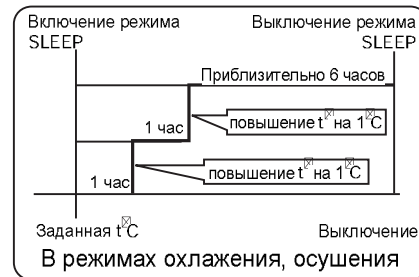 Включение режима
SLEEP
Выключение режима
SLEEP
Приблизительно 6 часов
1 час
повышение t° на 1°C
1 час
повышение t° на 1°C
Заданная t°C
Выключение
В режимах охлаждения, осушения